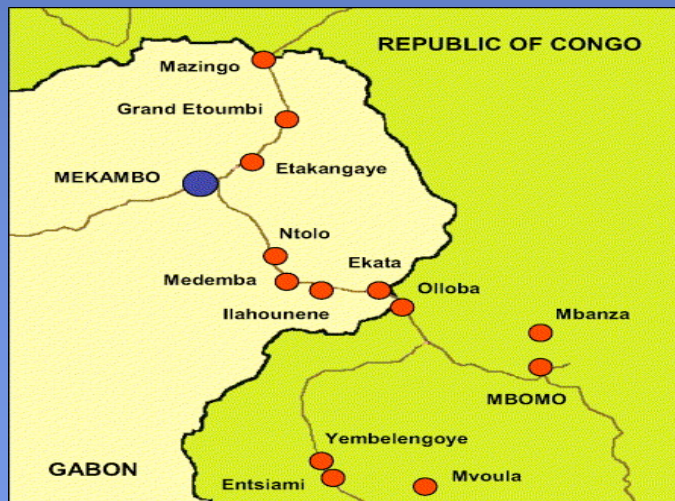 REPUBLIC OF CONGO
Mazingo
Grand Etoumbi
MEKAMBO
Etakangaye
Ntolo
Medemba
Ekata
Olloba
Ilahounene
Mbanza
MBOMO
Yembelengoye
GABON
Entsiami
Mvoula